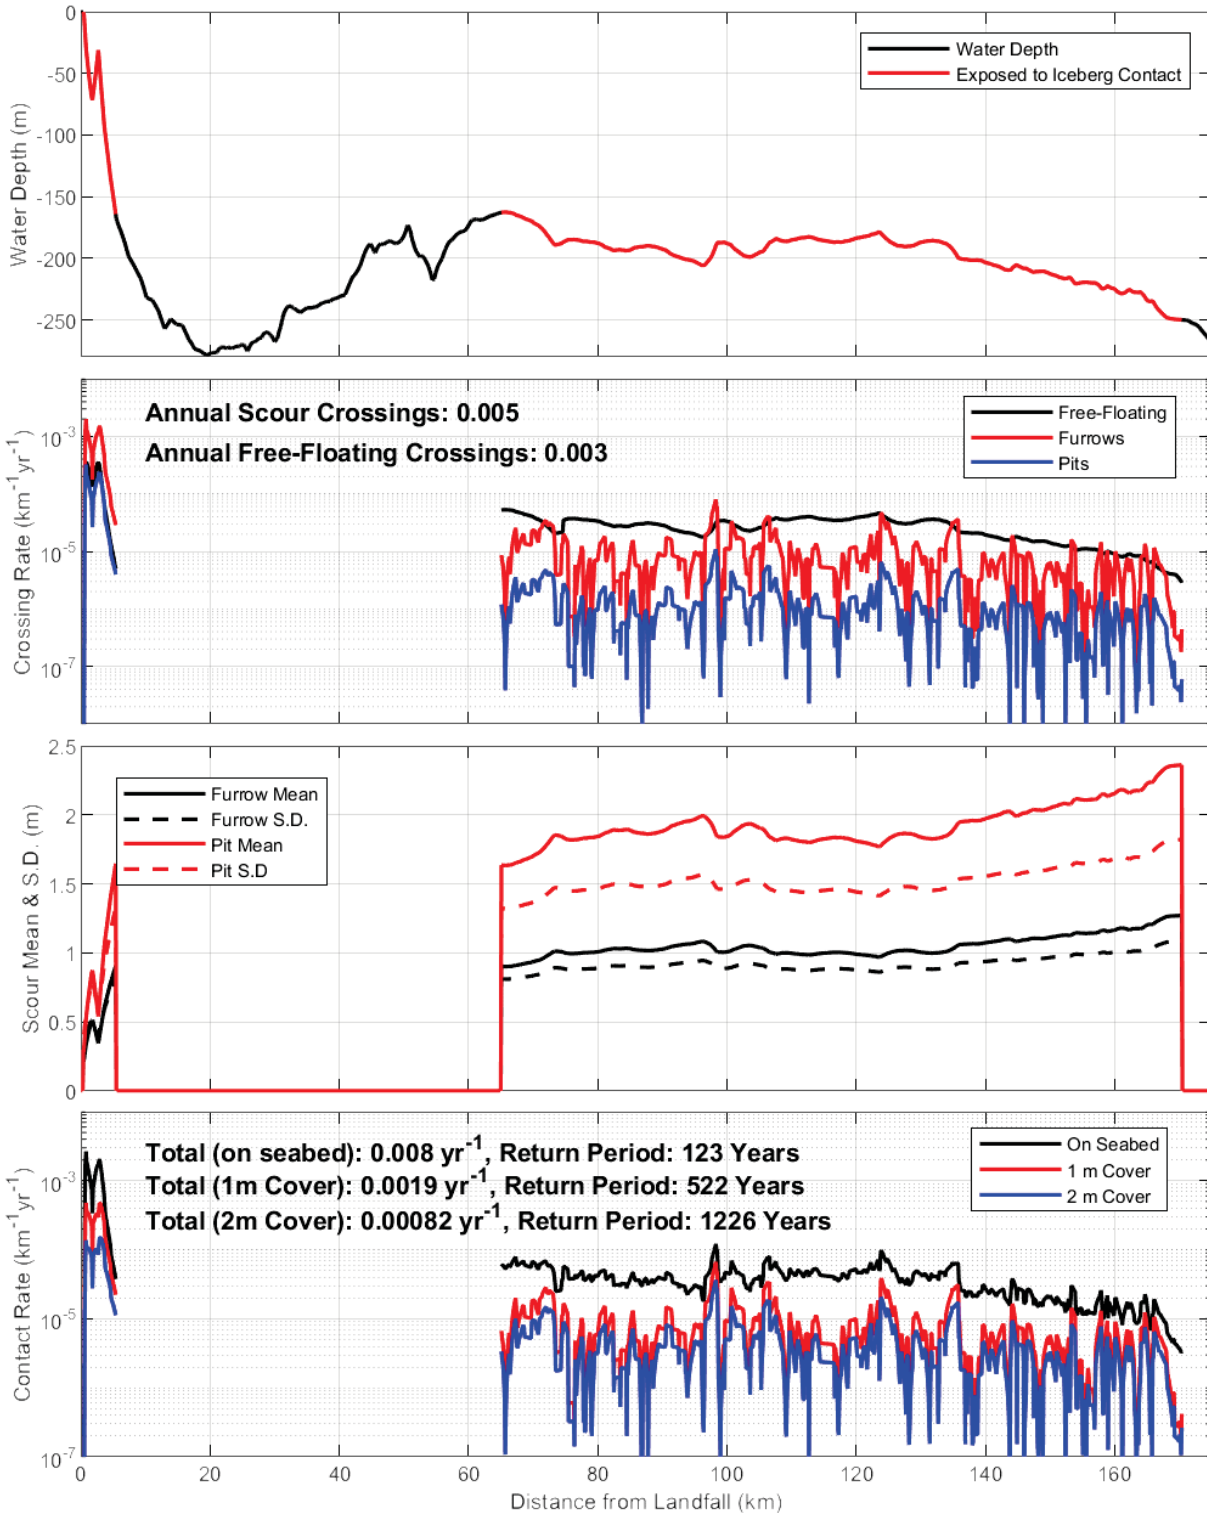 0
-50
-100
-150
-200
-250
Water Depth (m)
Water Depth
Exposed to Iceberg Contact
Annual Scour Crossings: 0.005
Annual Free-Floating Crossings: 0.003
Free-Floating
Furrows
Pits
10⁻³
10⁻⁵
10⁻⁷
Crossing Rate (km⁻¹yr⁻¹)
2.5
2
1.5
1
0.5
0
Scour Mean & S.D. (m)
Furrow Mean
Furrow S.D.
Pit Mean
Pit S.D
Total (on seabed): 0.008 yr⁻¹, Return Period: 123 Years
Total (1m Cover): 0.0019 yr⁻¹, Return Period: 522 Years
Total (2m Cover): 0.00082 yr⁻¹, Return Period: 1226 Years
On Seabed
1 m Cover
2 m Cover
10⁻³
10⁻⁵
10⁻⁷
Contact Rate (km⁻¹yr⁻¹)
0 20 40 60 80 100 120 140 160
Distance from Landfall (km)